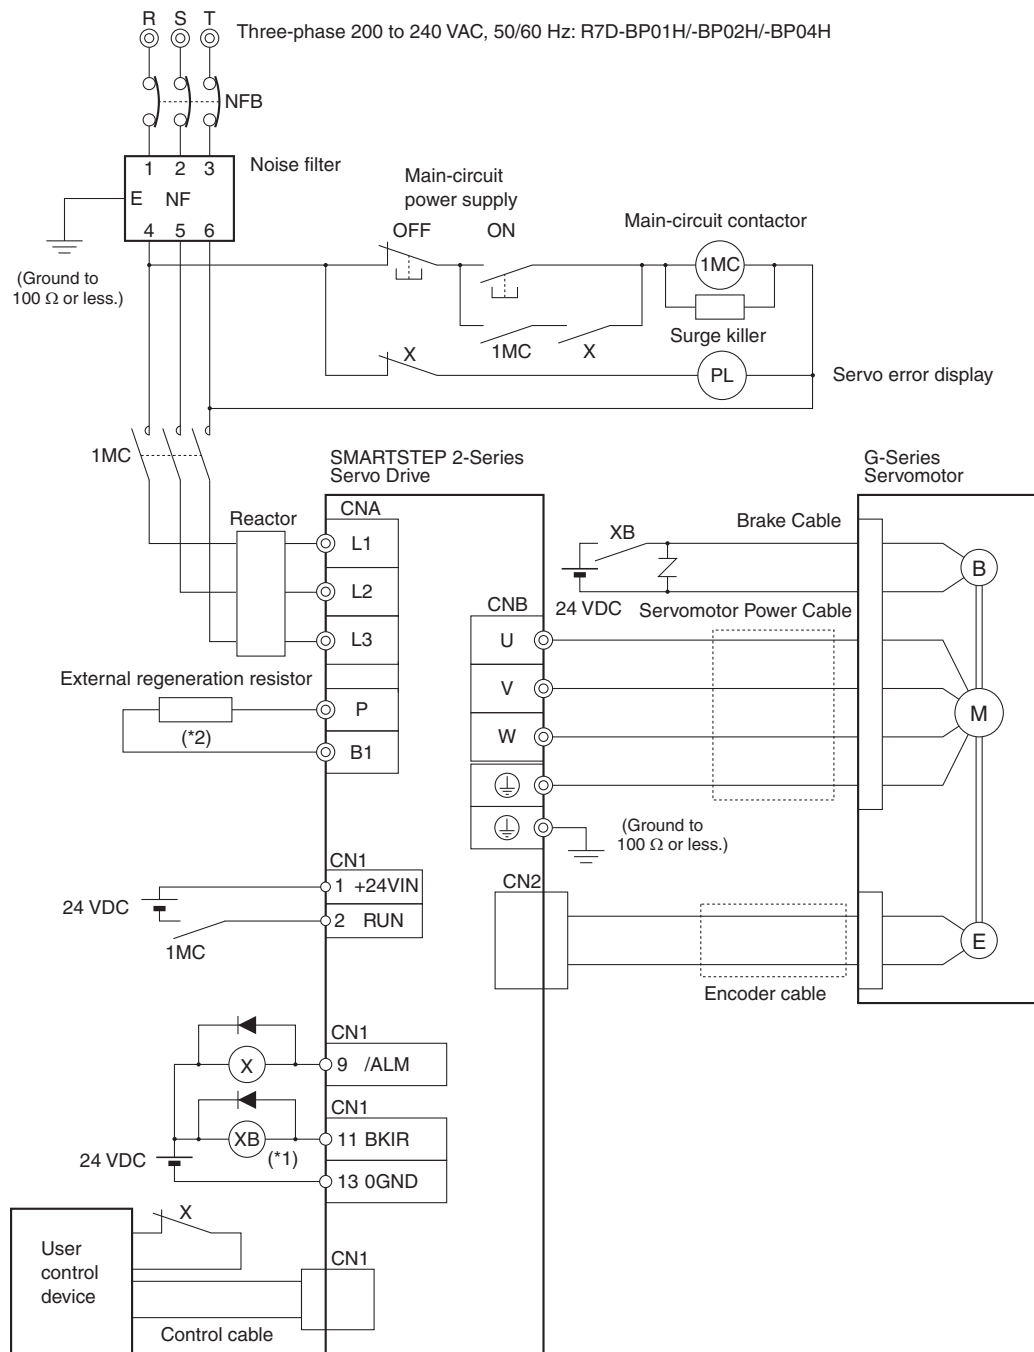 R S T
Three-phase 200 to 240 VAC, 50/60 Hz: R7D-BP01H/-BP02H/-BP04H
NFB
1 2 3
Noise filter
E NF
4 5 6
(Ground to
100 Ω or less.)
Main-circuit
power supply
OFF ON
Main-circuit contactor
1MC
Surge killer
1MC X
X
PL
Servo error display
1MC
SMARTSTEP 2-Series
Servo Drive
G-Series
Servomotor
Reactor
CNA
L1
L2
L3
External regeneration resistor
(*2)
P
B1
XB
Brake Cable
B
24 VDC
Servomotor Power Cable
CNB
U
V
W
M
(Ground to
100 Ω or less.)
CN1
1 +24VIN
24 VDC
2 RUN
1MC
CN2
E
Encoder cable
CN1
X
9 /ALM
CN1
XB
(*1)
11 BKIR
24 VDC
13 0GND
X
User
control
device
CN1
Control cable